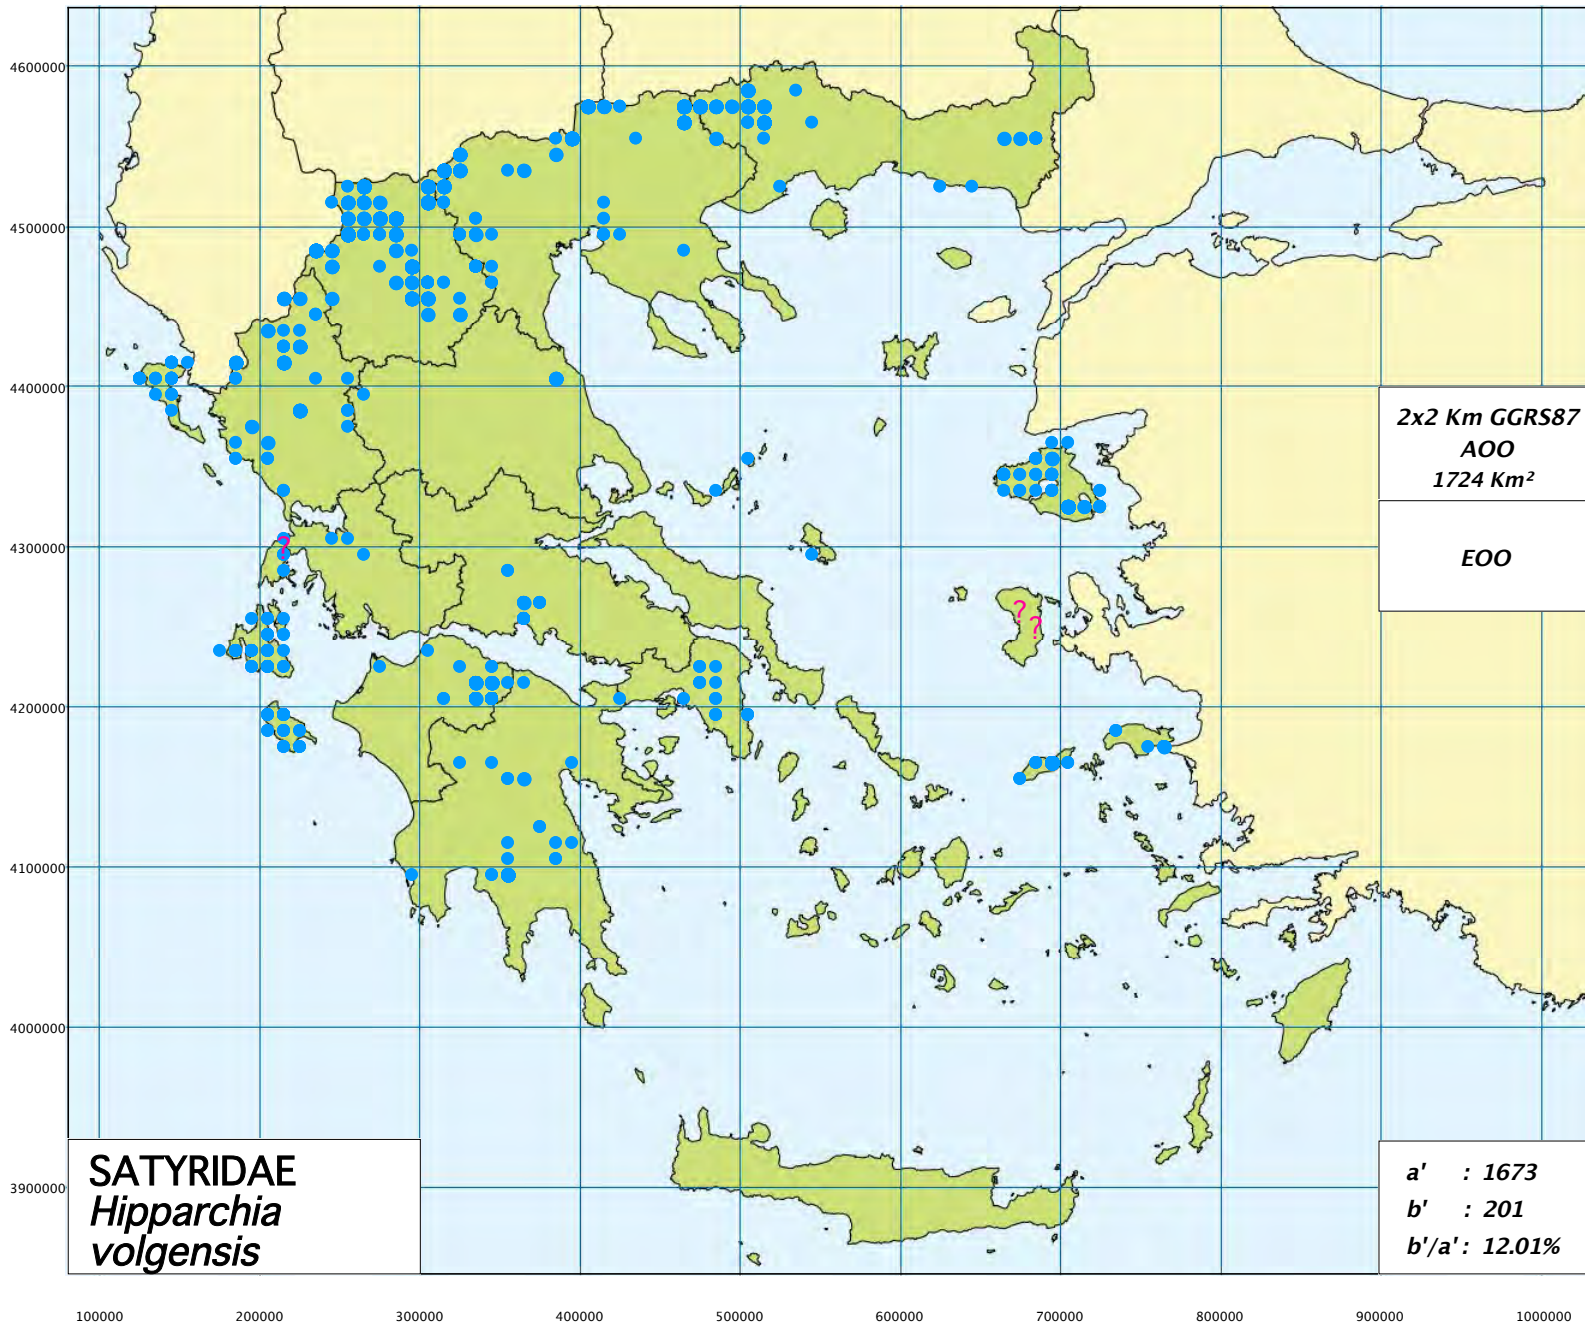 4600000
4500000
4400000
4300000
4200000
4100000
4000000
3900000
?
?
?
2x2 Km GGRS87
AOO
1724 Km²
EOO
SATYRIDAE
Hipparchia
volgensis
a' : 1673
b' : 201
b'/a' : 12.01%
100000 200000 300000 400000 500000 600000 700000 800000 900000 1000000